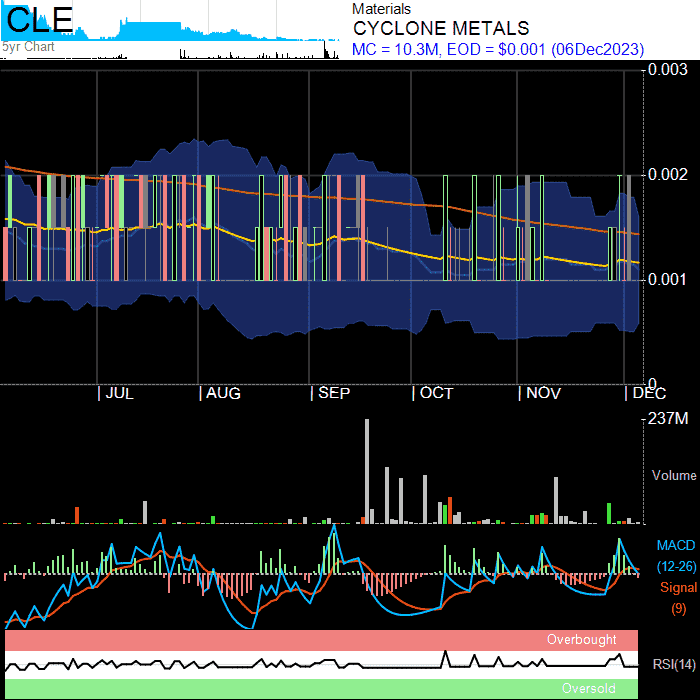 CLE
5yr Chart
Materials
CYCLONE METALS
MC = 10.3M, EOD = $0.001 (06Dec2023)
0.003
0.002
0.001
0
JUL AUG SEP OCT NOV DEC
237M
Volume
MACD
(12-26)
Signal
(9)
Overbought
RSI(14)
Oversold